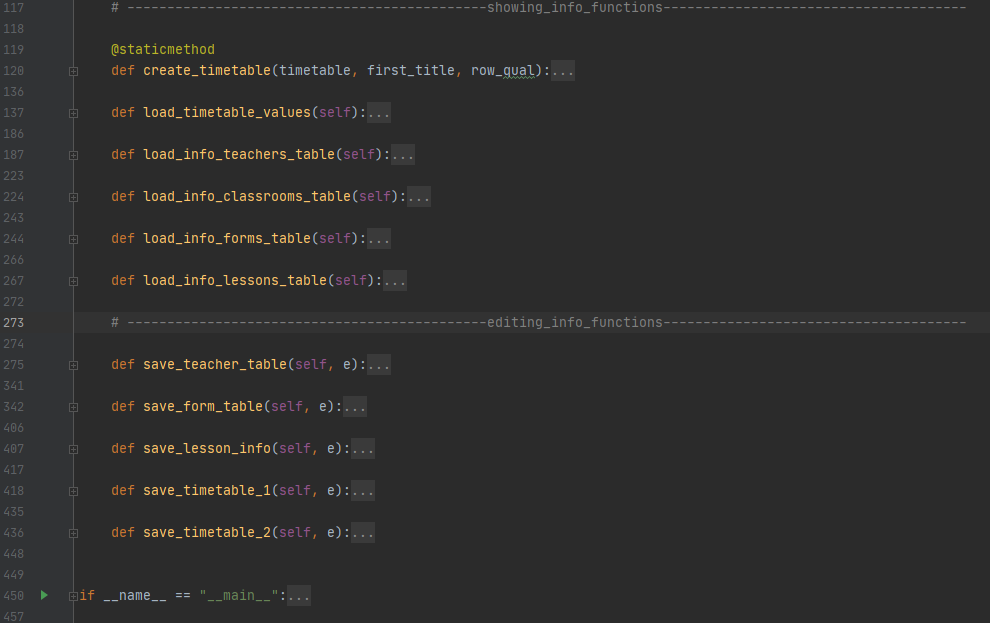 117 # ---------------------------------------------showing_info_functions--------------------------------------
118
119 @staticmethod
120 def create_timetable(timetable, first_title, row_qual):...
136
137 def load_timetable_values(self):...
186
187 def load_info_teachers_table(self):...
223
224 def load_info_classrooms_table(self):...
243
244 def load_info_forms_table(self):...
266
267 def load_info_lessons_table(self):...
272
273 # ---------------------------------------------editing_info_functions--------------------------------------
274
275 def save_teacher_table(self, e):...
341
342 def save_form_table(self, e):...
406
407 def save_lesson_info(self, e):...
417
418 def save_timetable_1(self, e):...
435
436 def save_timetable_2(self, e):...
448
449
450 if __name__ == "__main__":...
457